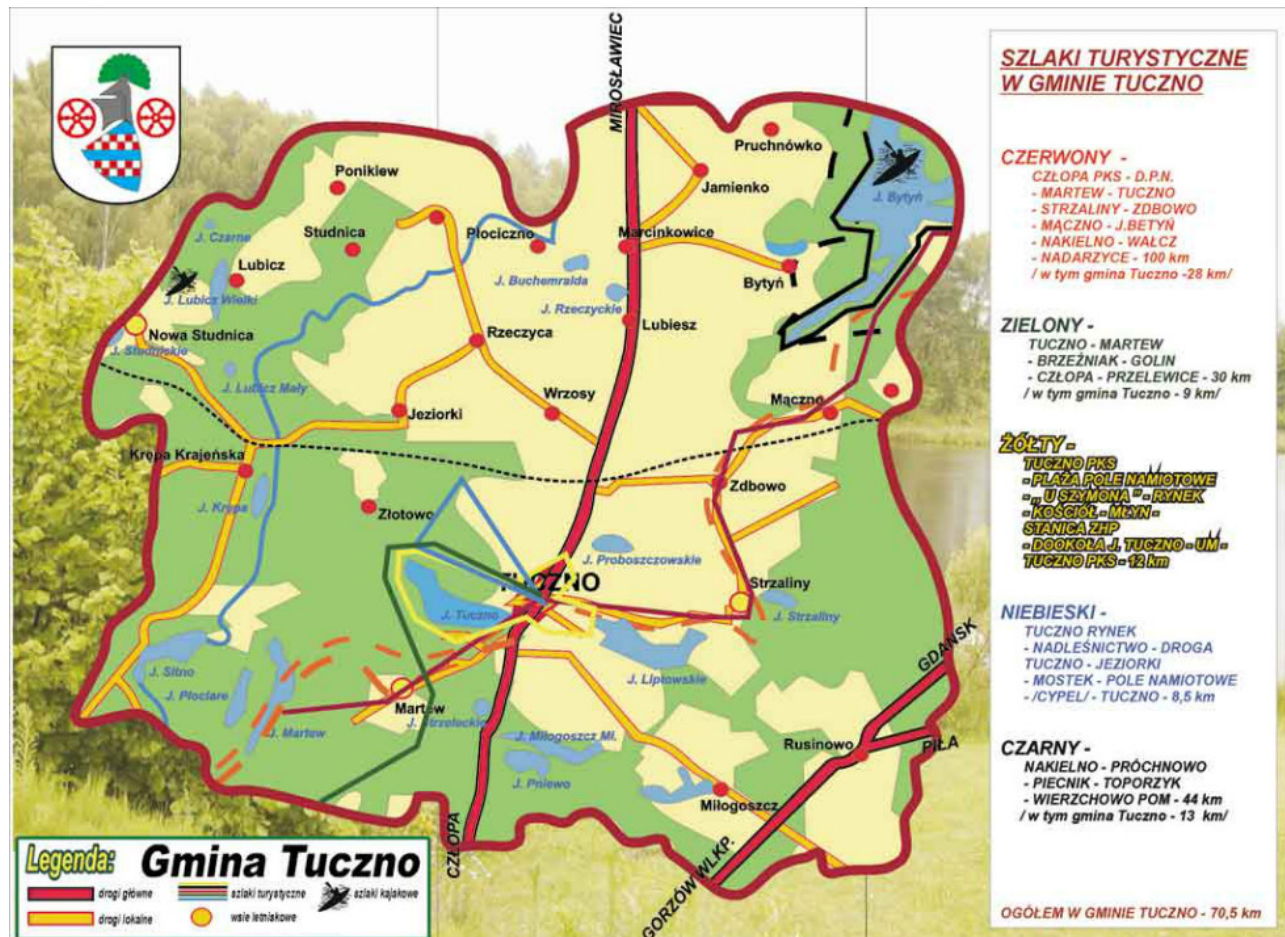 MIROSŁAWIEC
Pruchnówko
Ponikiew
Jamienko
J. Bytyń
J. Czarne
Studnica
Płociczno
Marcinkowice
Lubicz
J. Buchemralda
Bytyń
J. Lubicz Wielki
J. Rzeczyckie
Nowa Studnica
Rzeczyca
Lubiesz
J. Studnickie
J. Lubicz Mały
Wrzosy
Mączno
Jeziorki
Krępa Krajeńska
Zdbowo
J. Krypa
Złotowo
J. Proboszczowskie
TUCZNO
Strzaliny
J. Tuczno
J. Strzaliny
J. Sitno
J. Liptowskie
GDAŃSK
J. Płociare
Martew
J. Strzeleckie
J. Martew
J. Miłogoszcz Mł.
Rusinowo
PIŁA
J. Pniewo
Miłogoszcz
CZŁOPA
GORZÓW WLKP.
Legenda: Gmina Tuczno
drogi główne
szlaki turystyczne
szlaki kajakowe
drogi lokalne
wsie letniskowe
SZLAKI TURYSTYCZNE
W GMINIE TUCZNO
CZERWONY -
CZŁOPA PKS - D.P.N.
- MARTEW - TUCZNO
- STRZALINY - ZDBOWO
- MĄCZNO - J.BETYŃ
- NAKIELNO - WAŁCZ
- NADARZYCE - 100 km
/ w tym gmina Tuczno -28 km/
ZIELONY -
TUCZNO - MARTEW
- BRZEŹNIAK - GOLIN
- CZŁOPA - PRZELEWICE - 30 km
/ w tym gmina Tuczno - 9 km/
ŻÓŁTY -
TUCZNO PKS
- PLAŻA POLE NAMIOTOWE
- ,, U SZYMONA " - RYNEK
- KOŚCIÓŁ - MŁYN -
STANICA ZHP
- DOOKOŁA J. TUCZNO - UM -
TUCZNO PKS - 12 km
NIEBIESKI -
TUCZNO RYNEK
- NADLEŚNICTWO - DROGA
TUCZNO - JEZIORKI
- MOSTEK - POLE NAMIOTOWE
- /CYPEL/ - TUCZNO - 8,5 km
CZARNY -
NAKIELNO - PRÓCHNOWO
- PIECNIK - TOPORZYK
- WIERZCHOWO POM - 44 km
/ w tym gmina Tuczno - 13 km/
OGÓŁEM W GMINIE TUCZNO - 70,5 km